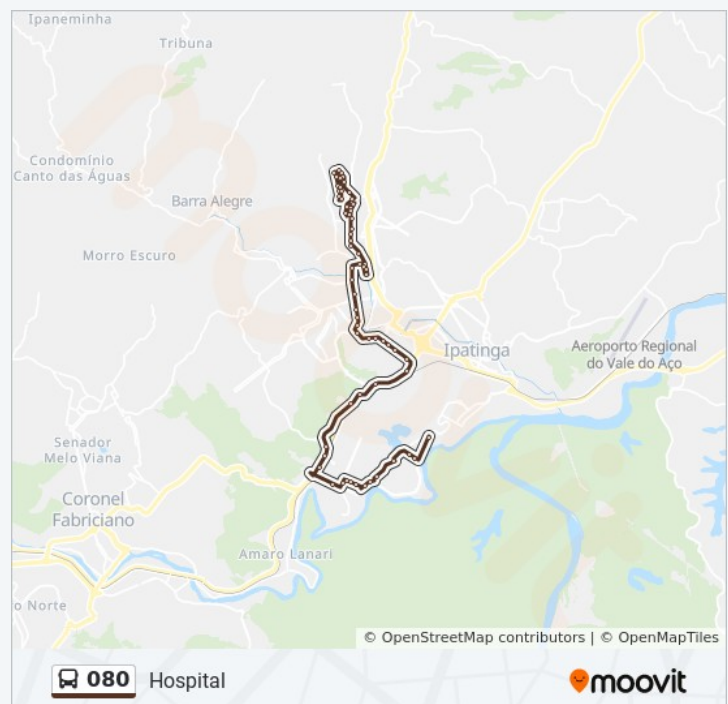 Ipaneminha
Tribuna
Condomínio
Canto das Águas
Barra Alegre
Morro Escuro
Ipatinga
Aeroporto Regional
do Vale do Aço
Senador
Melo Viana
Coronel
Fabriciano
Amaro Lanari
o Norte
© OpenStreetMap contributors | © OpenMapTiles
080 Hospital
moovit